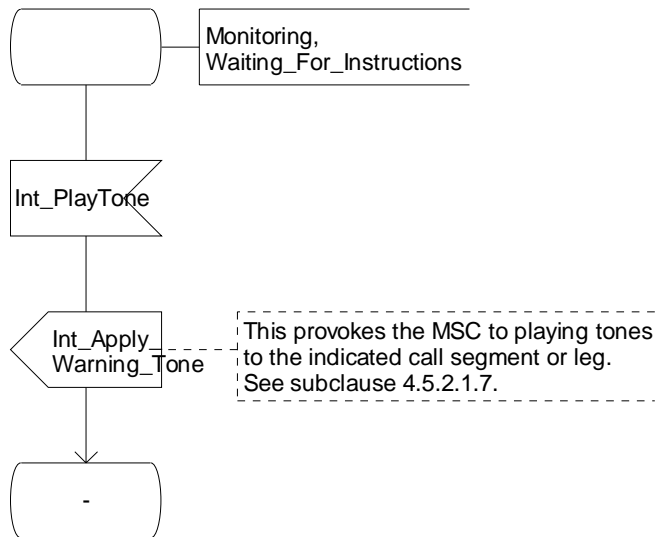 Monitoring,
Waiting_For_Instructions
Int_PlayTone
Int_Apply_
Warning_Tone
This provokes the MSC to playing tones
to the indicated call segment or leg.
See subclause 4.5.2.1.7.
-